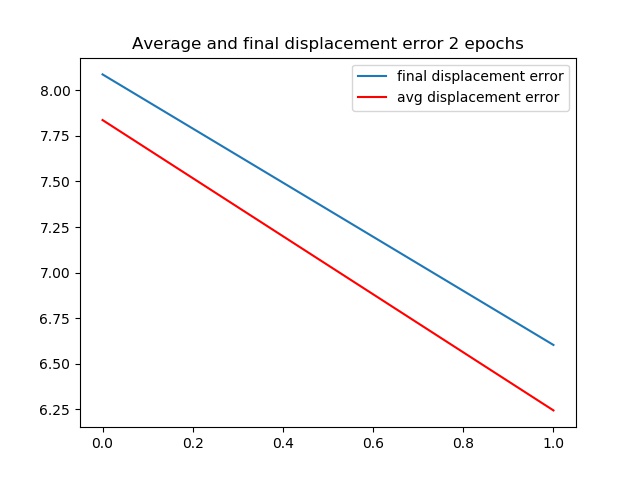 Average and final displacement error 2 epochs
final displacement error
avg displacement error
8.00
7.75
7.50
7.25
7.00
6.75
6.50
6.25
0.0 0.2 0.4 0.6 0.8 1.0